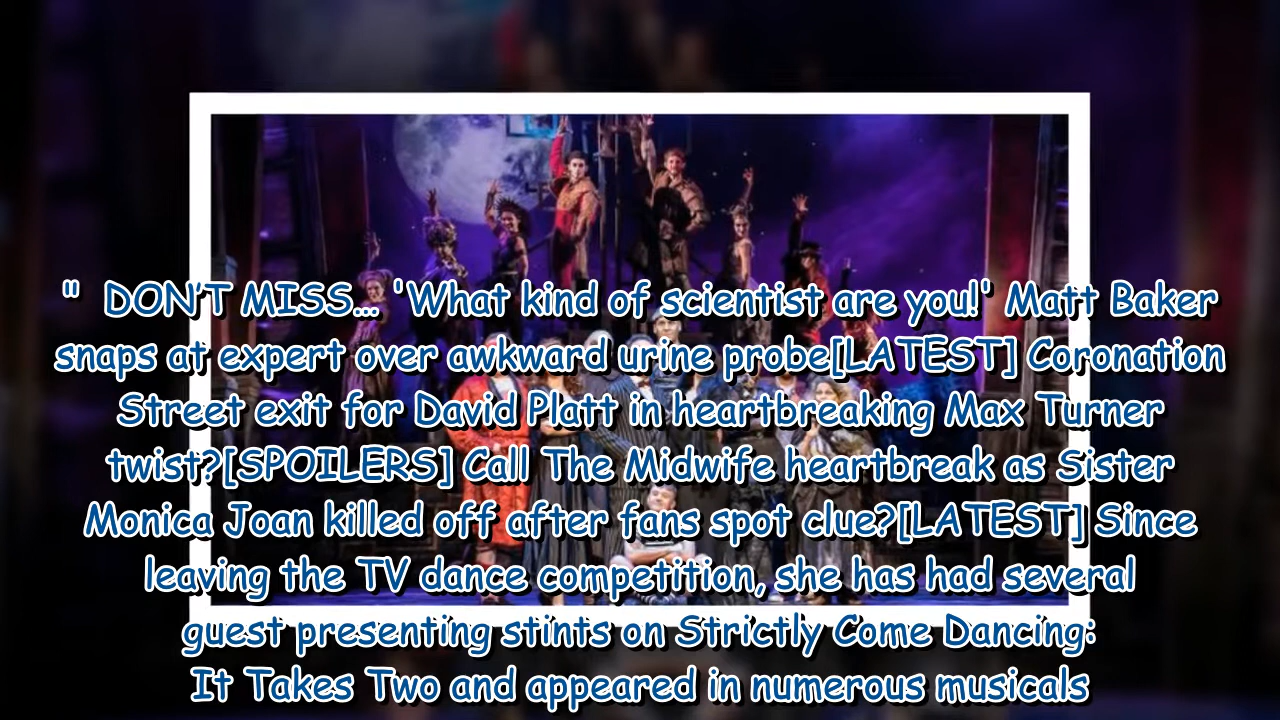 "  DON'T MISS... 'What kind of scientist are you!' Matt Baker
snaps at expert over awkward urine probe[LATEST] Coronation
Street exit for David Platt in heartbreaking Max Turner
twist?[SPOILERS] Call The Midwife heartbreak as Sister
Monica Joan killed off after fans spot clue?[LATEST] Since
leaving the TV dance competition, she has had several
guest presenting stints on Strictly Come Dancing:
It Takes Two and appeared in numerous musicals